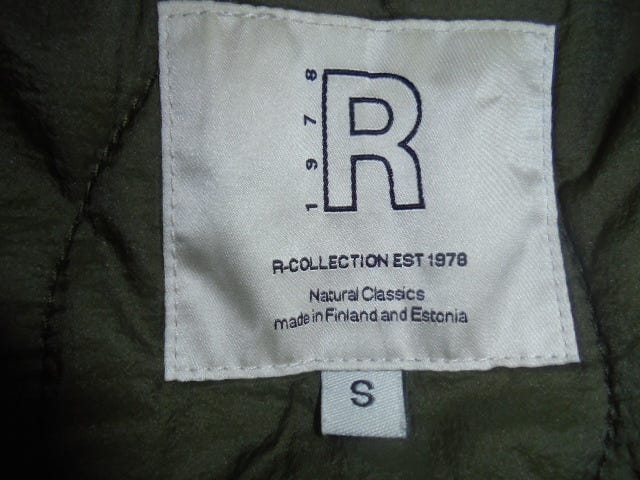 1978
R
R-COLLECTION EST 1978
Natural Classics
made in Finland and Estonia
S